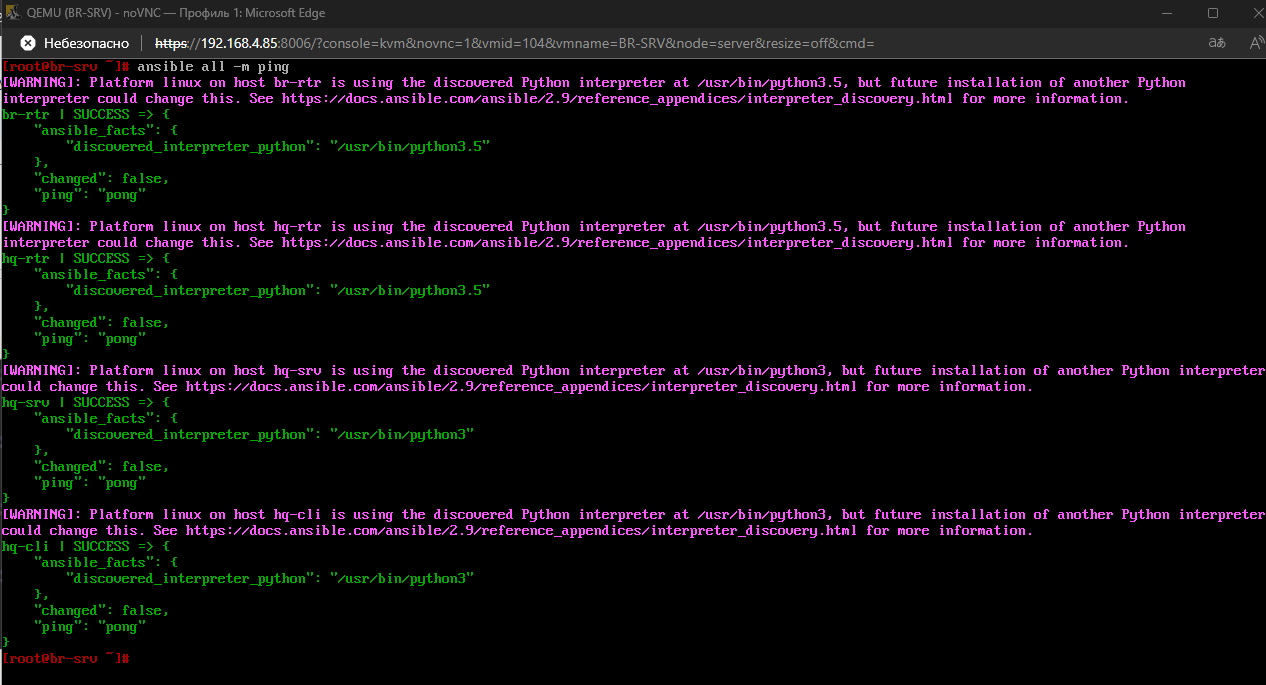 QEMU (BR-SRV) - noVNC — Профиль 1: Microsoft Edge
Небезопасно https://192.168.4.85:8006/?console=kvm&novnc=1&vmid=104&vmname=BR-SRV&node=server&resize=off&cmd=
[root@br-srv ~]# ansible all -m ping
[WARNING]: Platform linux on host br-rtr is using the discovered Python interpreter at /usr/bin/python3.5, but future installation of another Python
interpreter could change this. See https://docs.ansible.com/ansible/2.9/reference_appendices/interpreter_discovery.html for more information.
br-rtr | SUCCESS => {
    "ansible_facts": {
        "discovered_interpreter_python": "/usr/bin/python3.5"
    },
    "changed": false,
    "ping": "pong"
}
[WARNING]: Platform linux on host hq-rtr is using the discovered Python interpreter at /usr/bin/python3.5, but future installation of another Python
interpreter could change this. See https://docs.ansible.com/ansible/2.9/reference_appendices/interpreter_discovery.html for more information.
hq-rtr | SUCCESS => {
    "ansible_facts": {
        "discovered_interpreter_python": "/usr/bin/python3.5"
    },
    "changed": false,
    "ping": "pong"
}
[WARNING]: Platform linux on host hq-srv is using the discovered Python interpreter at /usr/bin/python3, but future installation of another Python interpreter
could change this. See https://docs.ansible.com/ansible/2.9/reference_appendices/interpreter_discovery.html for more information.
hq-srv | SUCCESS => {
    "ansible_facts": {
        "discovered_interpreter_python": "/usr/bin/python3"
    },
    "changed": false,
    "ping": "pong"
}
[WARNING]: Platform linux on host hq-cli is using the discovered Python interpreter at /usr/bin/python3, but future installation of another Python interpreter
could change this. See https://docs.ansible.com/ansible/2.9/reference_appendices/interpreter_discovery.html for more information.
hq-cli | SUCCESS => {
    "ansible_facts": {
        "discovered_interpreter_python": "/usr/bin/python3"
    },
    "changed": false,
    "ping": "pong"
}
[root@br-srv ~]#